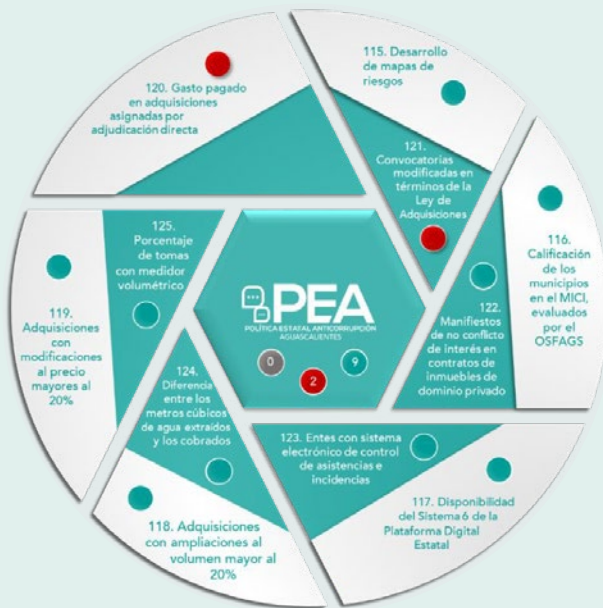 115. Desarrollo
de mapas de
riesgos
120. Gasto pagado
en adquisiciones
asignadas por
adjudicación directa
121.
Convocatorias
modificadas en
términos de la
Ley de
Adquisiciones
116.
Calificación
de los
municipios
en el MICI,
evaluados
por el
OSFAGS
122.
Manifiestos
de no conflicto
de interés en
contratos de
inmuebles de
dominio privado
125.
Porcentaje
de tomas
con medidor
volumétrico
PEA
POLÍTICA ESTATAL ANTICORRUPCIÓN
AGUASCALIENTES
0
2
9
119.
Adquisiciones
con
modificaciones
al precio
mayores al
20%
124.
Diferencia
entre los
metros cúbicos
de agua extraídos
y los cobrados
123. Entes con sistema
electrónico de control
de asistencias e
incidencias
117. Disponibilidad
del Sistema 6 de la
Plataforma Digital
Estatal
118. Adquisiciones
con ampliaciones al
volumen mayor al
20%